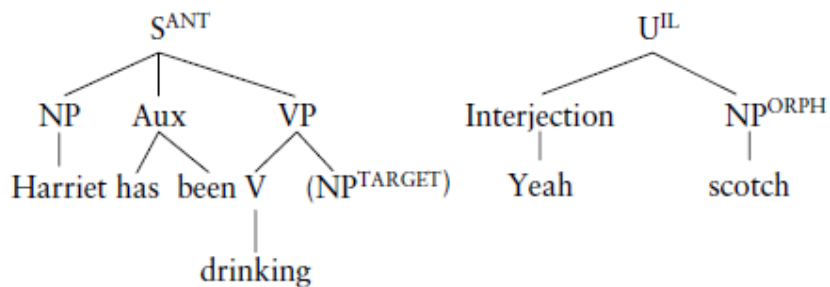 S^ANT U^IL
NP Aux VP Interjection NP^ORPH
Harriet has been V (NP^TARGET) Yeah scotch
drinking